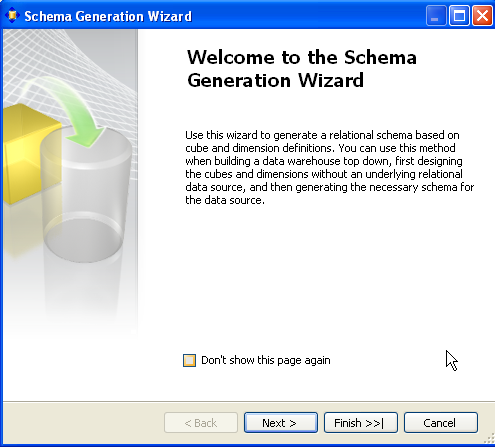 Schema Generation Wizard
Welcome to the Schema
Generation Wizard
Use this wizard to generate a relational schema based on
cube and dimension definitions. You can use this method
when building a data warehouse top down, first designing
the cubes and dimensions without an underlying relational
data source, and then generating the necessary schema for
the data source.
Don't show this page again
< Back Next > Finish >>| Cancel